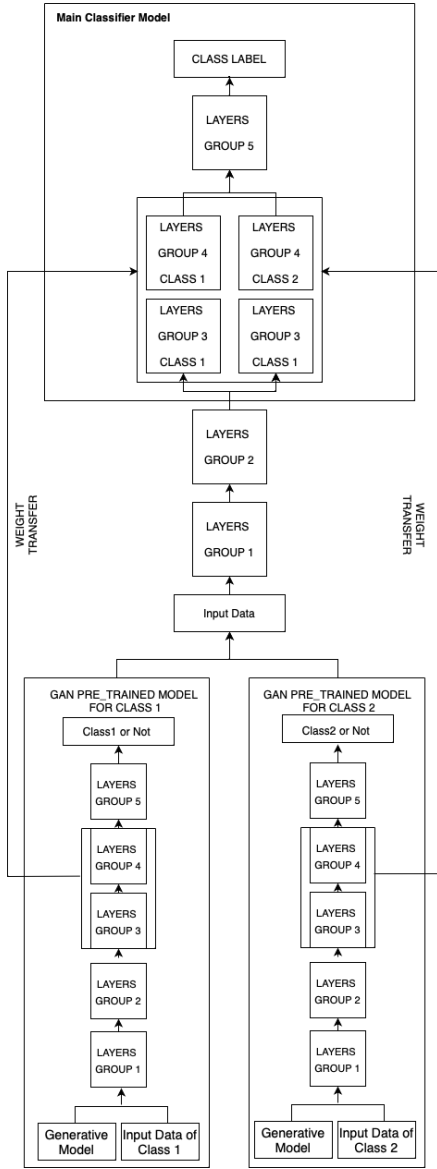 Main Classifier Model
CLASS LABEL
LAYERS
GROUP 5
LAYERS
GROUP 4
CLASS 1
LAYERS
GROUP 4
CLASS 2
LAYERS
GROUP 3
CLASS 1
LAYERS
GROUP 3
CLASS 1
LAYERS
GROUP 2
WEIGHT
TRANSFER
WEIGHT
TRANSFER
LAYERS
GROUP 1
Input Data
GAN PRE_TRAINED MODEL
FOR CLASS 1
Class1 or Not
LAYERS
GROUP 5
LAYERS
GROUP 4
LAYERS
GROUP 3
LAYERS
GROUP 2
LAYERS
GROUP 1
Generative
Model
Input Data of
Class 1
GAN PRE_TRAINED MODEL
FOR CLASS 2
Class2 or Not
LAYERS
GROUP 5
LAYERS
GROUP 4
LAYERS
GROUP 3
LAYERS
GROUP 2
LAYERS
GROUP 1
Generative
Model
Input Data of
Class 2